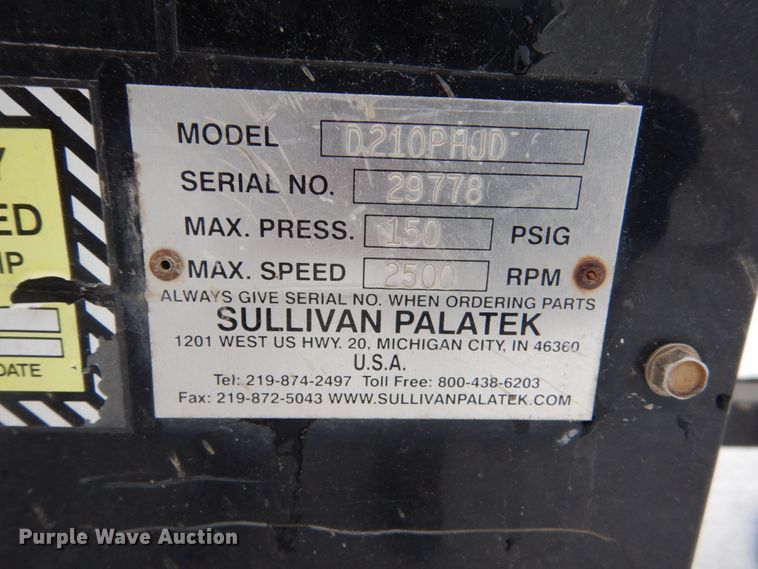 MODEL D210PHJD
SERIAL NO. 29778
MAX. PRESS. 150 PSIG
MAX. SPEED 2500 RPM
ALWAYS GIVE SERIAL NO. WHEN ORDERING PARTS
SULLIVAN PALATEK
1201 WEST US HWY. 20, MICHIGAN CITY, IN 46360
U.S.A.
Tel: 219-874-2497 Toll Free: 800-438-6203
Fax: 219-872-5043 WWW.SULLIVANPALATEK.COM
Y
ED
IP
DATE
Purple Wave Auction